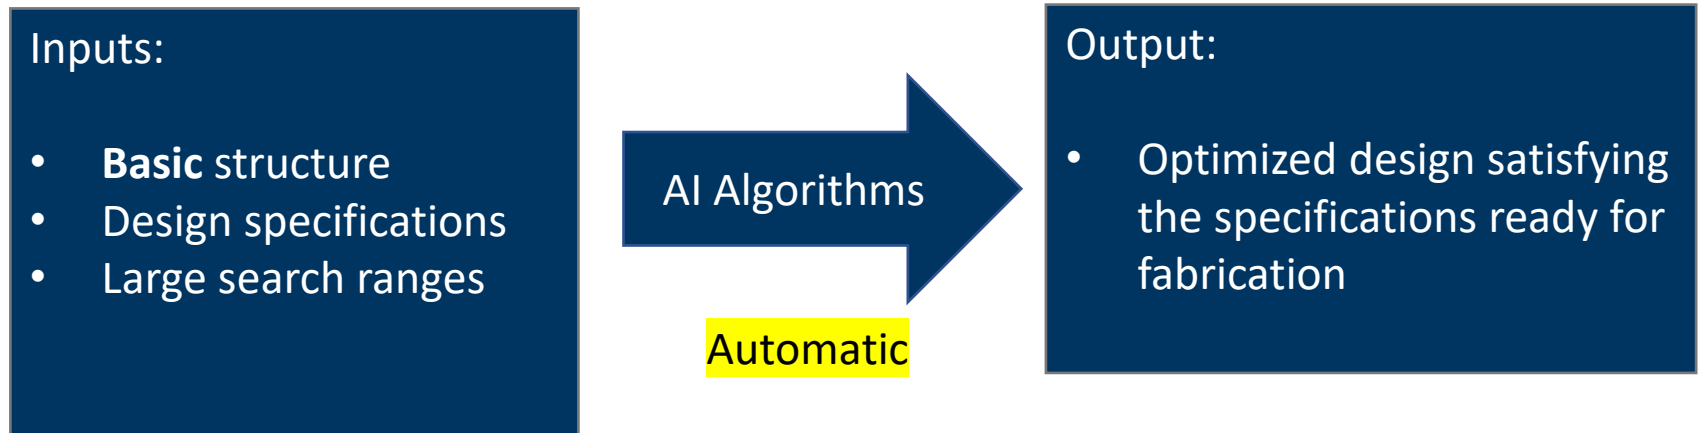 Inputs:
• Basic structure
• Design specifications
• Large search ranges
AI Algorithms
Automatic
Output:
• Optimized design satisfying
the specifications ready for
fabrication